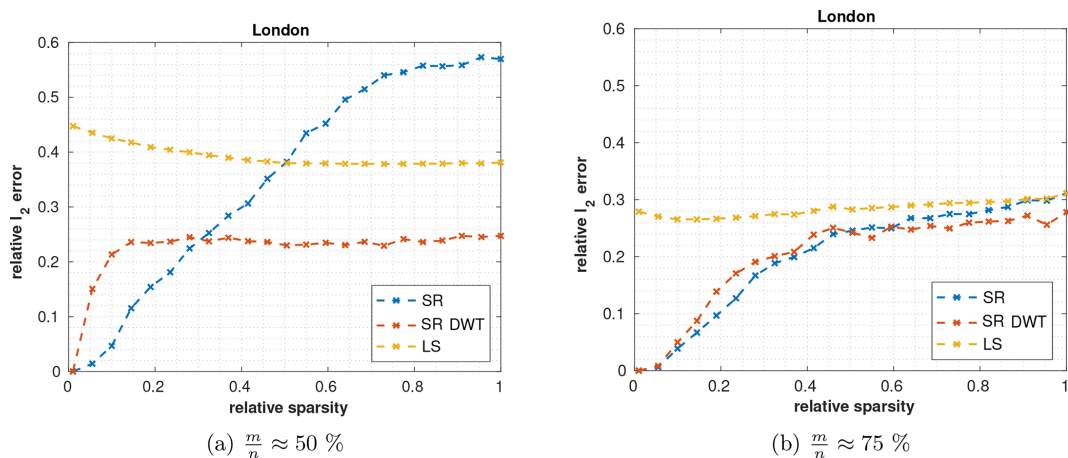 London
relative l2 error
0.6
0.5
0.4
0.3
0.2
0.1
0
0 0.2 0.4 0.6 0.8 1
relative sparsity
SR
SR DWT
LS
(a) m/n ≈ 50 %
London
relative l2 error
0.6
0.5
0.4
0.3
0.2
0.1
0
0 0.2 0.4 0.6 0.8 1
relative sparsity
SR
SR DWT
LS
(b) m/n ≈ 75 %